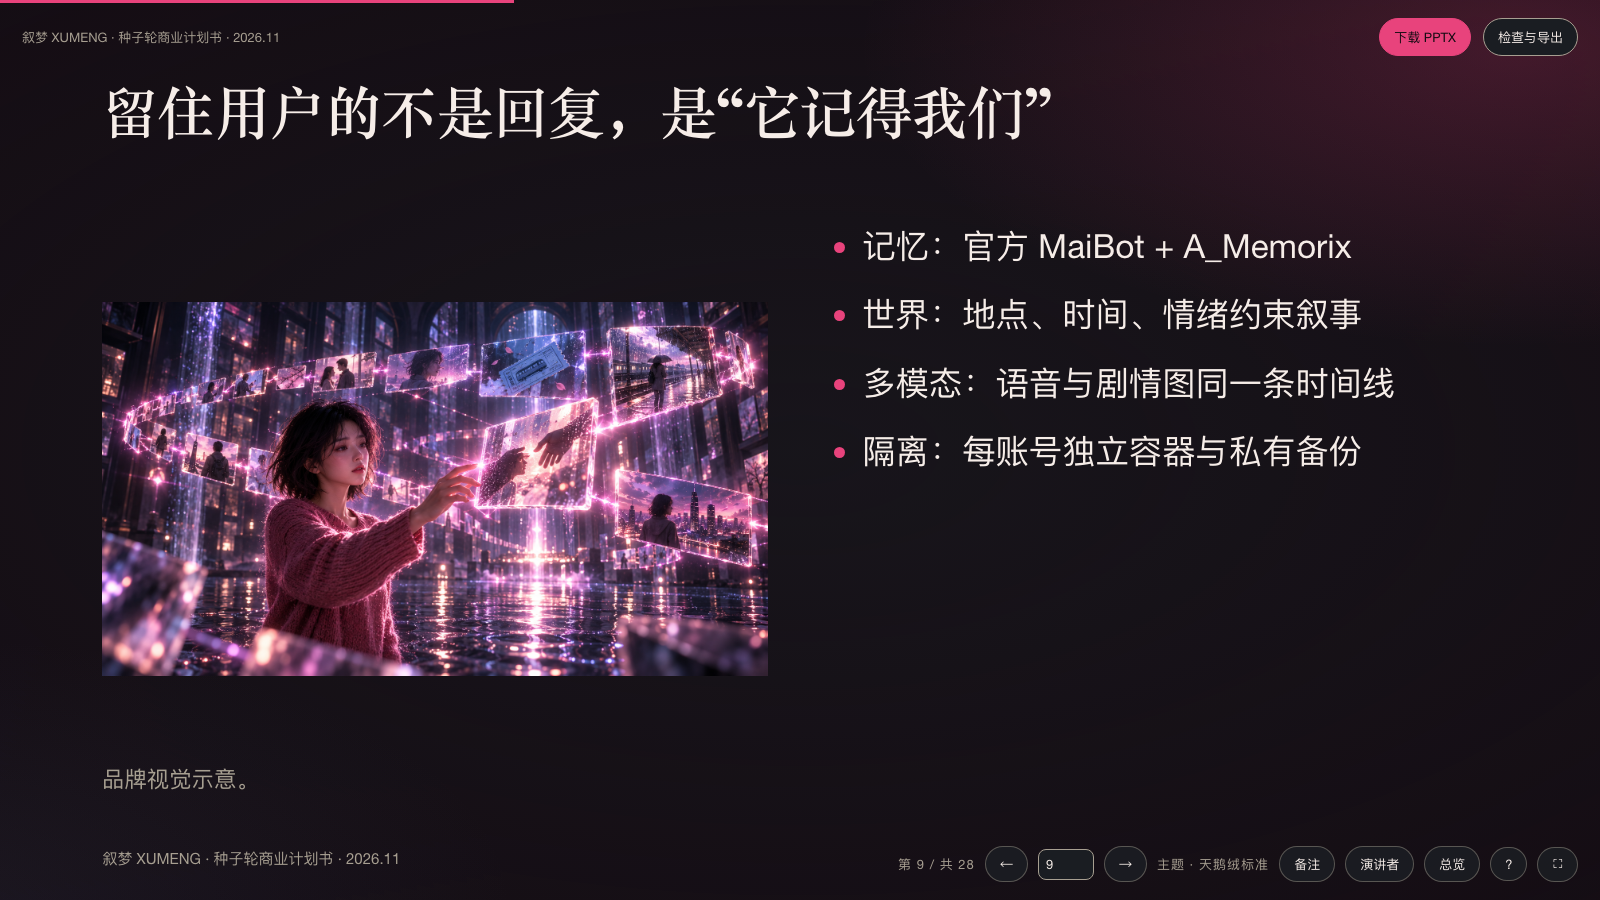 叙梦 XUMENG · 种子轮商业计划书 · 2026.11
下载 PPTX
检查与导出
留住用户的不是回复，是“它记得我们”
记忆：官方 MaiBot + A_Memorix
世界：地点、时间、情绪约束叙事
多模态：语音与剧情图同一条时间线
隔离：每账号独立容器与私有备份
品牌视觉示意。
叙梦 XUMENG · 种子轮商业计划书 · 2026.11
第 9 / 共 28 ← 9 → 主题 · 天鹅绒标准 备注 演讲者 总览 ?